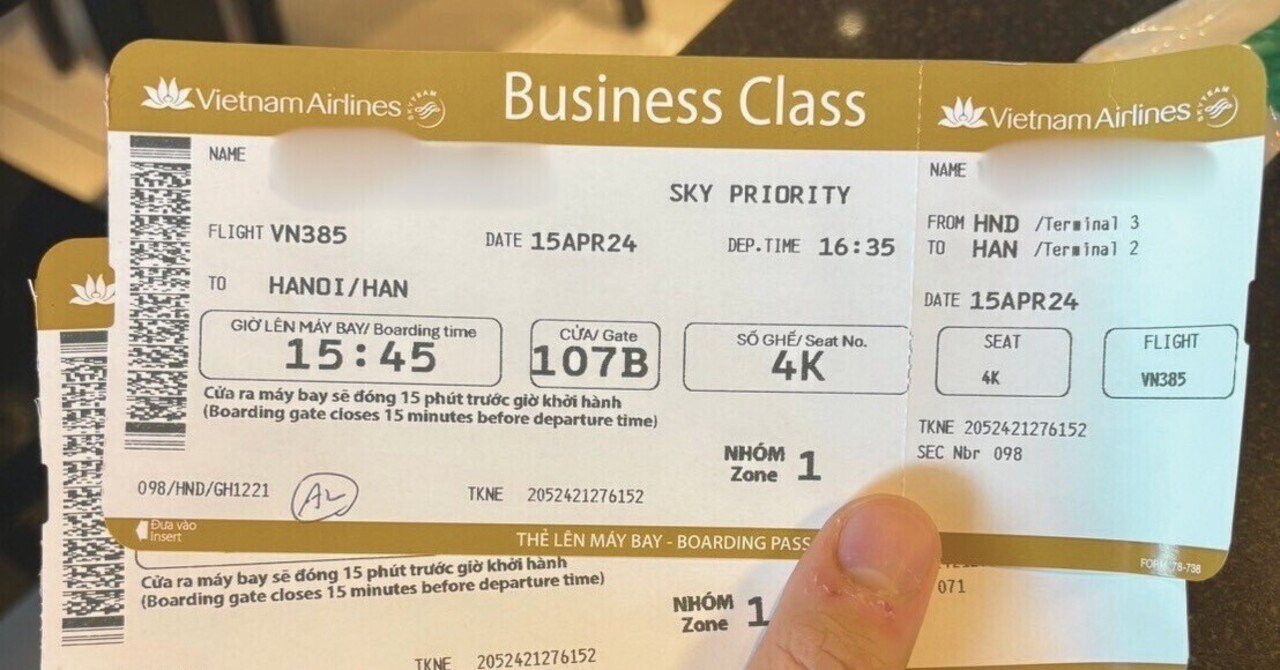 Vietnam Airlines SKYTEAM
Business Class
Vietnam Airlines SKYTEAM
NAME
SKY PRIORITY
FLIGHT VN385
DATE 15APR24
DEP.TIME 16:35
TO HANOI/HAN
GIỜ LÊN MÁY BAY/ Boarding time
15:45
CỬA/ Gate
107B
SỐ GHẾ/ Seat No.
4K
Cửa ra máy bay sẽ đóng 15 phút trước giờ khởi hành
(Boarding gate closes 15 minutes before departure time)
NHÓM
Zone 1
098/HND/GH1221
AL
TKNE 2052421276152
Đưa vào
Insert
THẺ LÊN MÁY BAY - BOARDING PASS
NAME
FROM HND /Terminal 3
TO HAN /Terminal 2
DATE 15APR24
SEAT
4K
FLIGHT
VN385
TKNE 2052421276152
SEC Nbr 098
Cửa ra máy bay sẽ đóng 15 phút trước giờ khởi hành
(Boarding gate closes 15 minutes before departure time)
NHÓM
Zone 1
TKNE 2052421276152
071